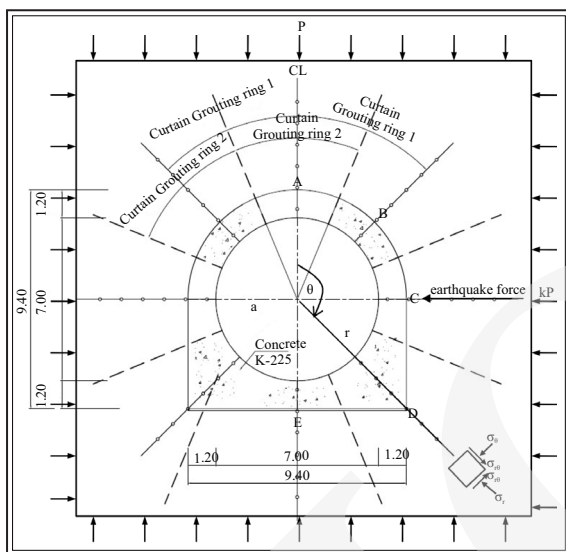 P
CL
Curtain Grouting ring 1
Curtain
Grouting ring 2
Curtain
Grouting ring 1
Curtain Grouting ring 2
A
B
1.20
9.40
7.00
1.20
θ
C
earthquake force
kP
a
r
Concrete
K-225
E
D
1.20
7.00
1.20
9.40
σθ
σrθ
σrθ
σr